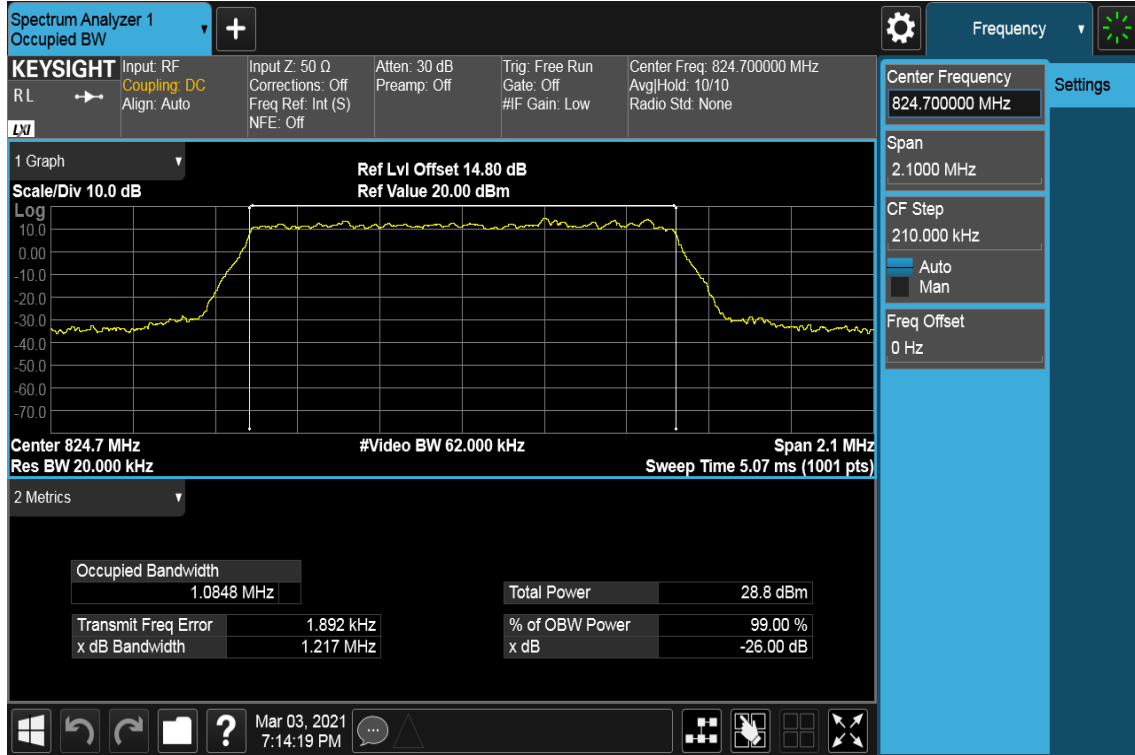 Spectrum Analyzer 1
Occupied BW
Frequency
KEYSIGHT
RL
LXI
Input: RF
Coupling: DC
Align: Auto
Input Z: 50 Ω
Corrections: Off
Freq Ref: Int (S)
NFE: Off
Atten: 30 dB
Preamp: Off
Trig: Free Run
Gate: Off
#IF Gain: Low
Center Freq: 824.700000 MHz
Avg|Hold: 10/10
Radio Std: None
Center Frequency
824.700000 MHz
Settings
Span
2.1000 MHz
CF Step
210.000 kHz
Auto
Man
Freq Offset
0 Hz
1 Graph
Scale/Div 10.0 dB
Ref Lvl Offset 14.80 dB
Ref Value 20.00 dBm
Log
10.0
0.00
-10.0
-20.0
-30.0
-40.0
-50.0
-60.0
-70.0
Center 824.7 MHz
#Video BW 62.000 kHz
Span 2.1 MHz
Res BW 20.000 kHz
Sweep Time 5.07 ms (1001 pts)
2 Metrics
Occupied Bandwidth
1.0848 MHz
Total Power 28.8 dBm
Transmit Freq Error 1.892 kHz
% of OBW Power 99.00 %
x dB Bandwidth 1.217 MHz
x dB -26.00 dB
?
Mar 03, 2021
7:14:19 PM